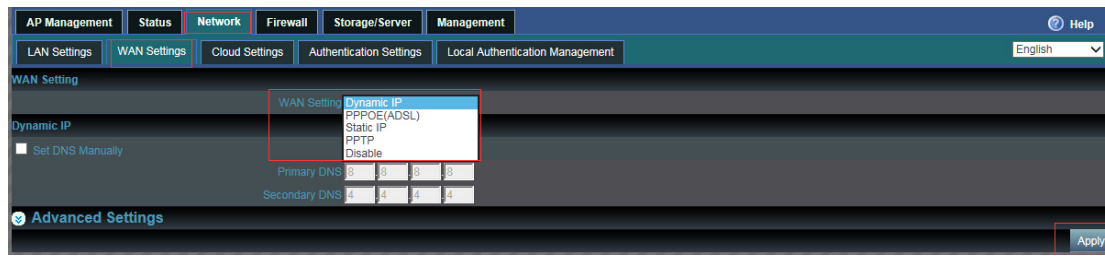 AP Management Status Network Firewall Storage/Server Management Help
LAN Settings WAN Settings Cloud Settings Authentication Settings Local Authentication Management English
WAN Setting
WAN Setting Dynamic IP
PPPOE(ADSL)
Static IP
PPTP
Disable
Dynamic IP
Set DNS Manually
Primary DNS 8 .8 .8 .8
Secondary DNS 4 .4 .4 .4
Advanced Settings
Apply